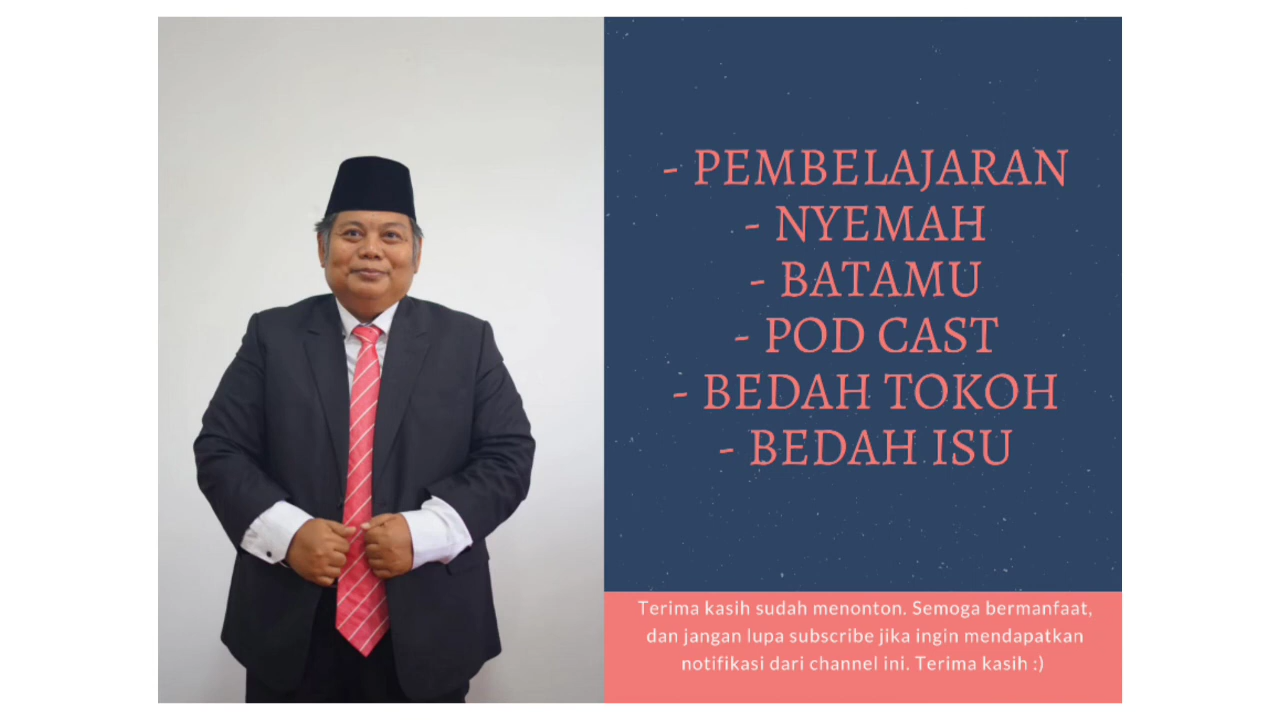 - PEMBELAJARAN
- NYEMAH
- BATAMU
- POD CAST
- BEDAH TOKOH
- BEDAH ISU
Terima kasih sudah menonton. Semoga bermanfaat,
dan jangan lupa subscribe jika ingin mendapatkan
notifikasi dari channel ini. Terima kasih :)